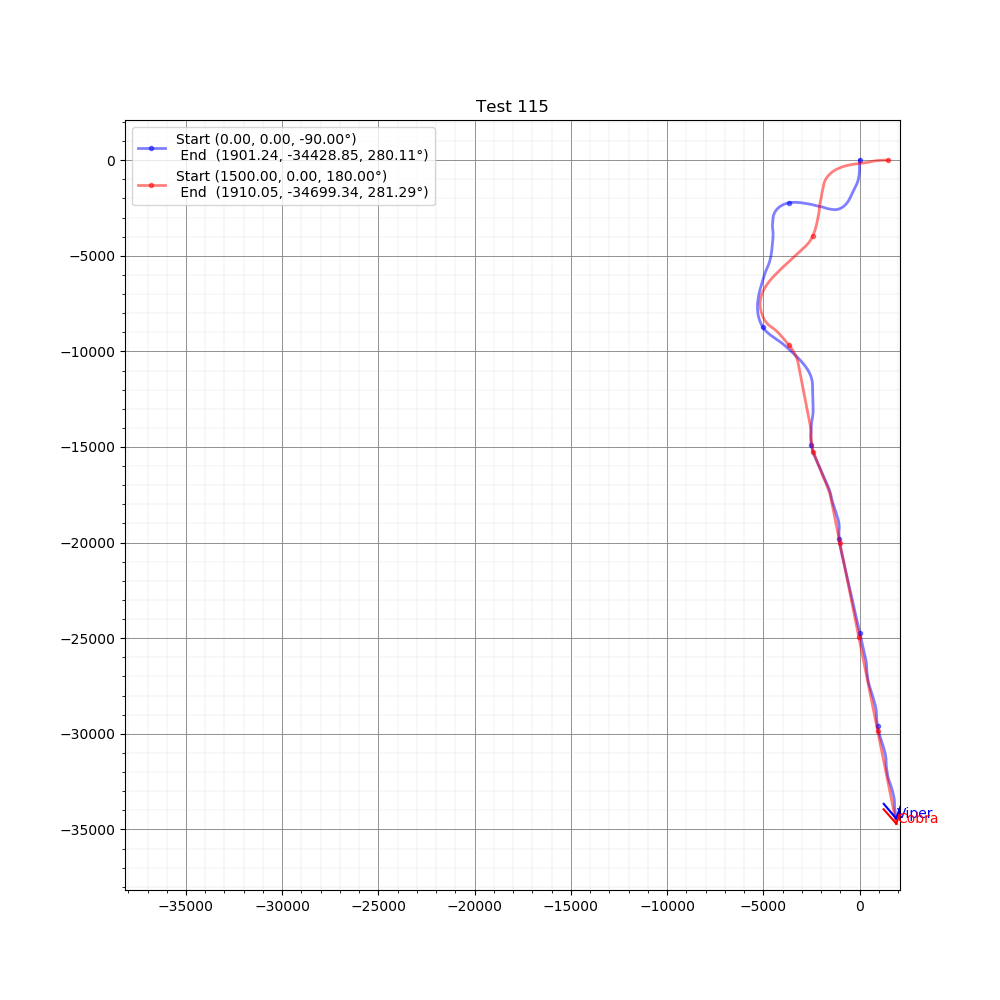 Test 115
Start (0.00, 0.00, -90.00°)
End (1901.24, -34428.85, 280.11°)
Start (1500.00, 0.00, 180.00°)
End (1910.05, -34699.34, 281.29°)
0
−5000
−10000
−15000
−20000
−25000
−30000
−35000
Viper
Cobra
−35000 −30000 −25000 −20000 −15000 −10000 −5000 0